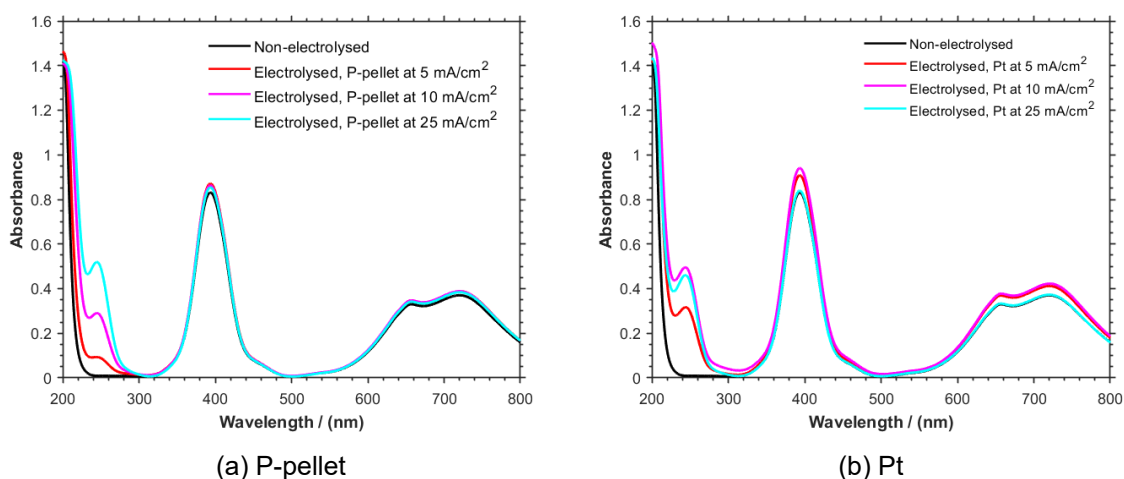 1.6
1.4
1.2
1
0.8
0.6
0.4
0.2
0
Absorbance
Non-electrolysed
Electrolysed, P-pellet at 5 mA/cm²
Electrolysed, P-pellet at 10 mA/cm²
Electrolysed, P-pellet at 25 mA/cm²
200 300 400 500 600 700 800
Wavelength / (nm)
(a) P-pellet
1.6
1.4
1.2
1
0.8
0.6
0.4
0.2
0
Absorbance
Non-electrolysed
Electrolysed, Pt at 5 mA/cm²
Electrolysed, Pt at 10 mA/cm²
Electrolysed, Pt at 25 mA/cm²
200 300 400 500 600 700 800
Wavelength / (nm)
(b) Pt